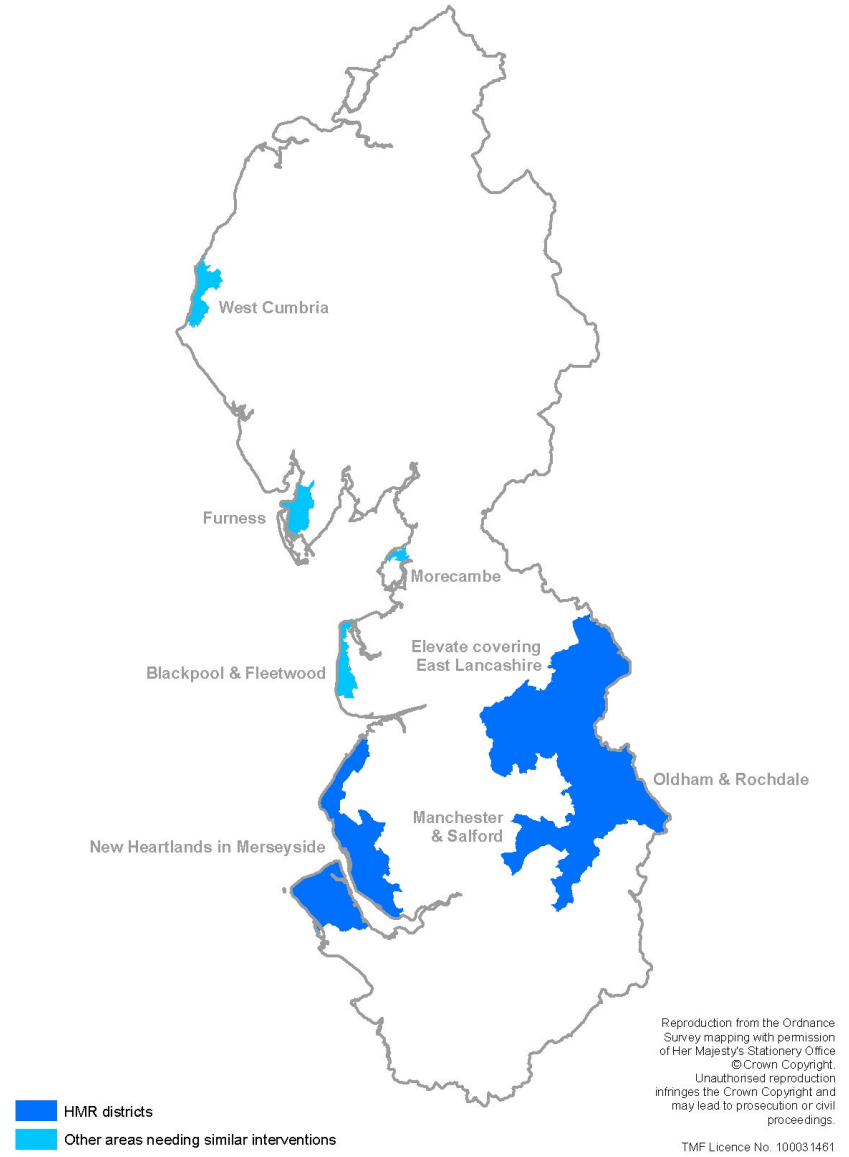 West Cumbria
Furness
Morecambe
Elevate covering
East Lancashire
Blackpool & Fleetwood
Oldham & Rochdale
Manchester
& Salford
New Heartlands in Merseyside
Reproduction from the Ordnance
Survey mapping with permission
of Her Majesty's Stationery Office
© Crown Copyright.
Unauthorised reproduction
infringes the Crown Copyright and
may lead to prosecution or civil
proceedings.
HMR districts
Other areas needing similar interventions
TMF Licence No. 100031461